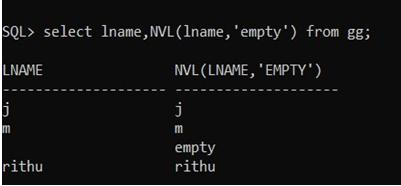 SQL> select lname,NVL(lname,'empty') from gg;
LNAME                NVL(LNAME,'EMPTY')
-------------------- --------------------
j                    j
m                    m
                     empty
rithu                rithu